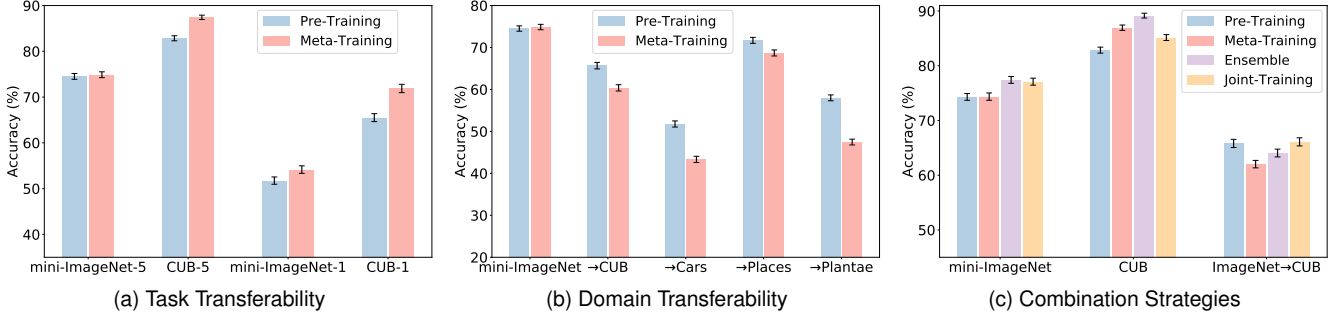 90
80
70
60
50
40
Accuracy (%)
Pre-Training
Meta-Training
mini-ImageNet-5 CUB-5 mini-ImageNet-1 CUB-1
(a) Task Transferability
80
70
60
50
40
30
20
Accuracy (%)
Pre-Training
Meta-Training
mini-ImageNet →CUB →Cars →Places →Plantae
(b) Domain Transferability
90
80
70
60
50
Accuracy (%)
Pre-Training
Meta-Training
Ensemble
Joint-Training
mini-ImageNet CUB ImageNet→CUB
(c) Combination Strategies